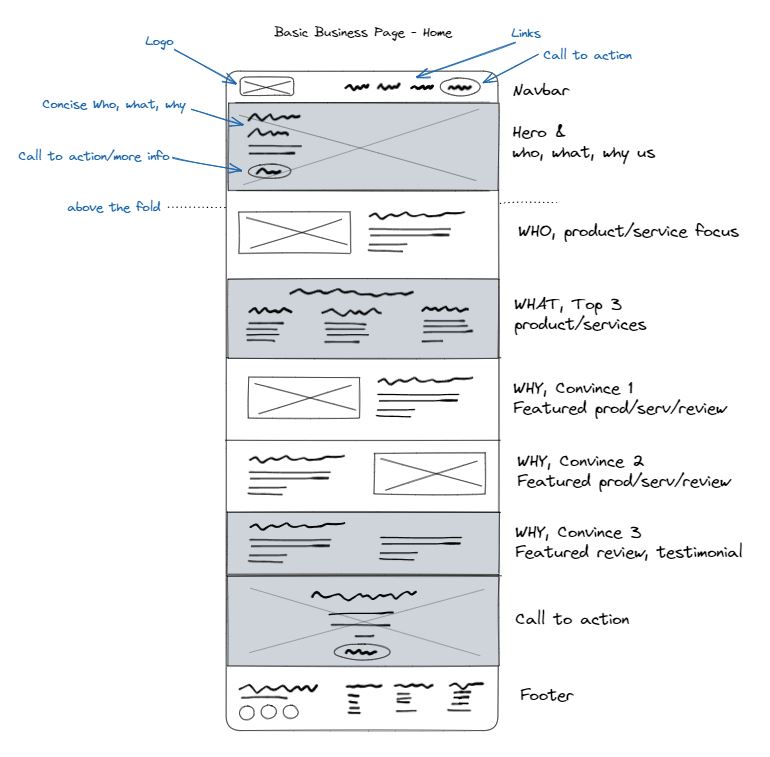 Basic Business Page - Home
Logo
Links
Call to action
Navbar
Concise Who, what, why
Hero &
who, what, why us
Call to action/more info
above the fold
WHO, product/service focus
WHAT, Top 3
product/services
WHY, Convince 1
Featured prod/serv/review
WHY, Convince 2
Featured prod/serv/review
WHY, Convince 3
Featured review, testimonial
Call to action
Footer